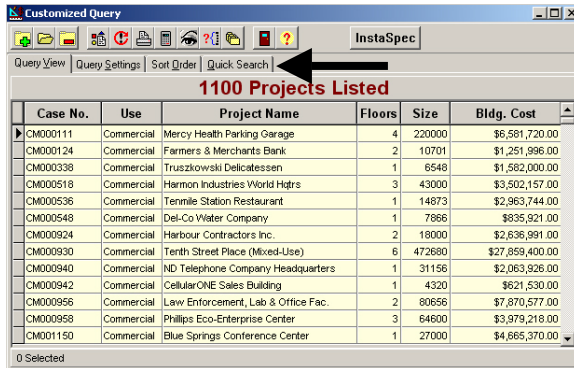 Customized Query
InstaSpec
Query View Query Settings Sort Order Quick Search
1100 Projects Listed
Case No. Use Project Name Floors Size Bldg. Cost
CM000111 Commercial Mercy Health Parking Garage 4 220000 $6,581,720.00
CM000124 Commercial Farmers & Merchants Bank 2 10701 $1,251,996.00
CM000338 Commercial Truszkowski Delicatessen 1 6548 $1,582,000.00
CM000518 Commercial Harmon Industries World Hqtrs 3 43000 $3,502,157.00
CM000536 Commercial Tenmile Station Restaurant 1 14873 $2,963,744.00
CM000548 Commercial Del-Co Water Company 1 7866 $835,921.00
CM000924 Commercial Harbour Contractors Inc. 2 18000 $2,636,991.00
CM000930 Commercial Tenth Street Place (Mixed-Use) 6 472680 $27,859,400.00
CM000940 Commercial ND Telephone Company Headquarters 1 31156 $2,063,926.00
CM000942 Commercial CellularONE Sales Building 1 4320 $621,530.00
CM000956 Commercial Law Enforcement, Lab & Office Fac. 2 80656 $7,870,577.00
CM000958 Commercial Phillips Eco-Enterprise Center 3 64600 $3,979,218.00
CM001150 Commercial Blue Springs Conference Center 1 27000 $4,665,370.00
0 Selected